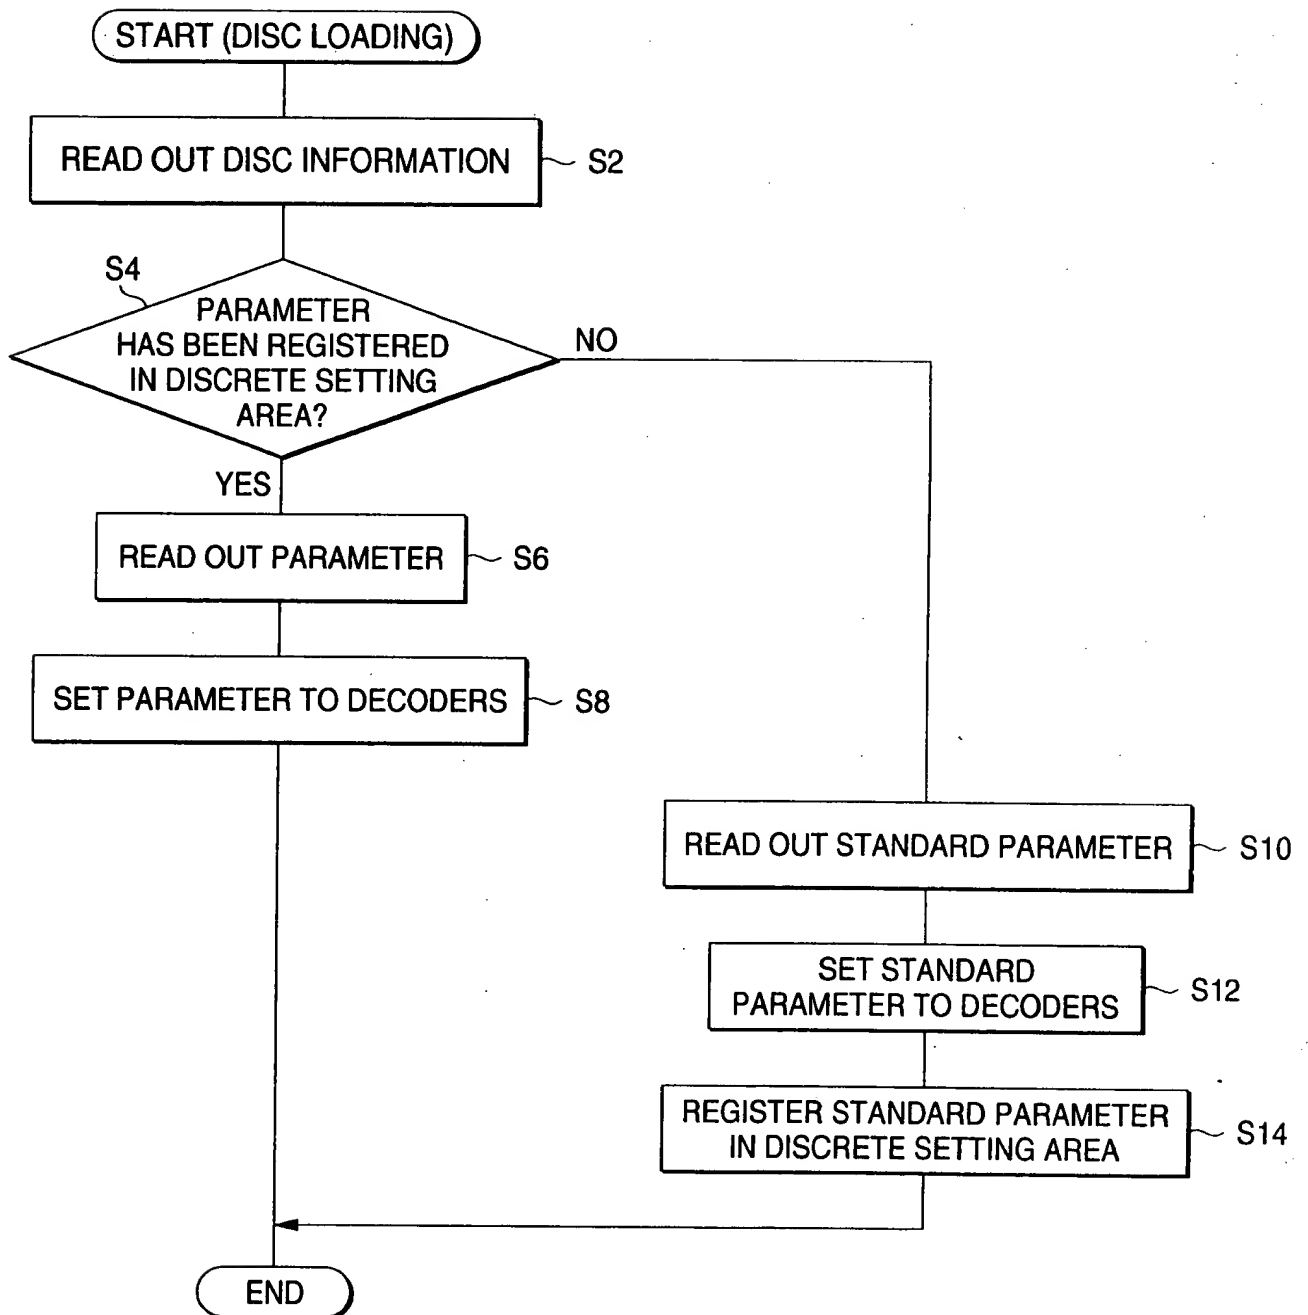 START (DISC LOADING)
READ OUT DISC INFORMATION
S2
S4
PARAMETER
HAS BEEN REGISTERED
IN DISCRETE SETTING
AREA?
NO
YES
READ OUT PARAMETER
S6
SET PARAMETER TO DECODERS
S8
READ OUT STANDARD PARAMETER
S10
SET STANDARD
PARAMETER TO DECODERS
S12
REGISTER STANDARD PARAMETER
IN DISCRETE SETTING AREA
S14
END